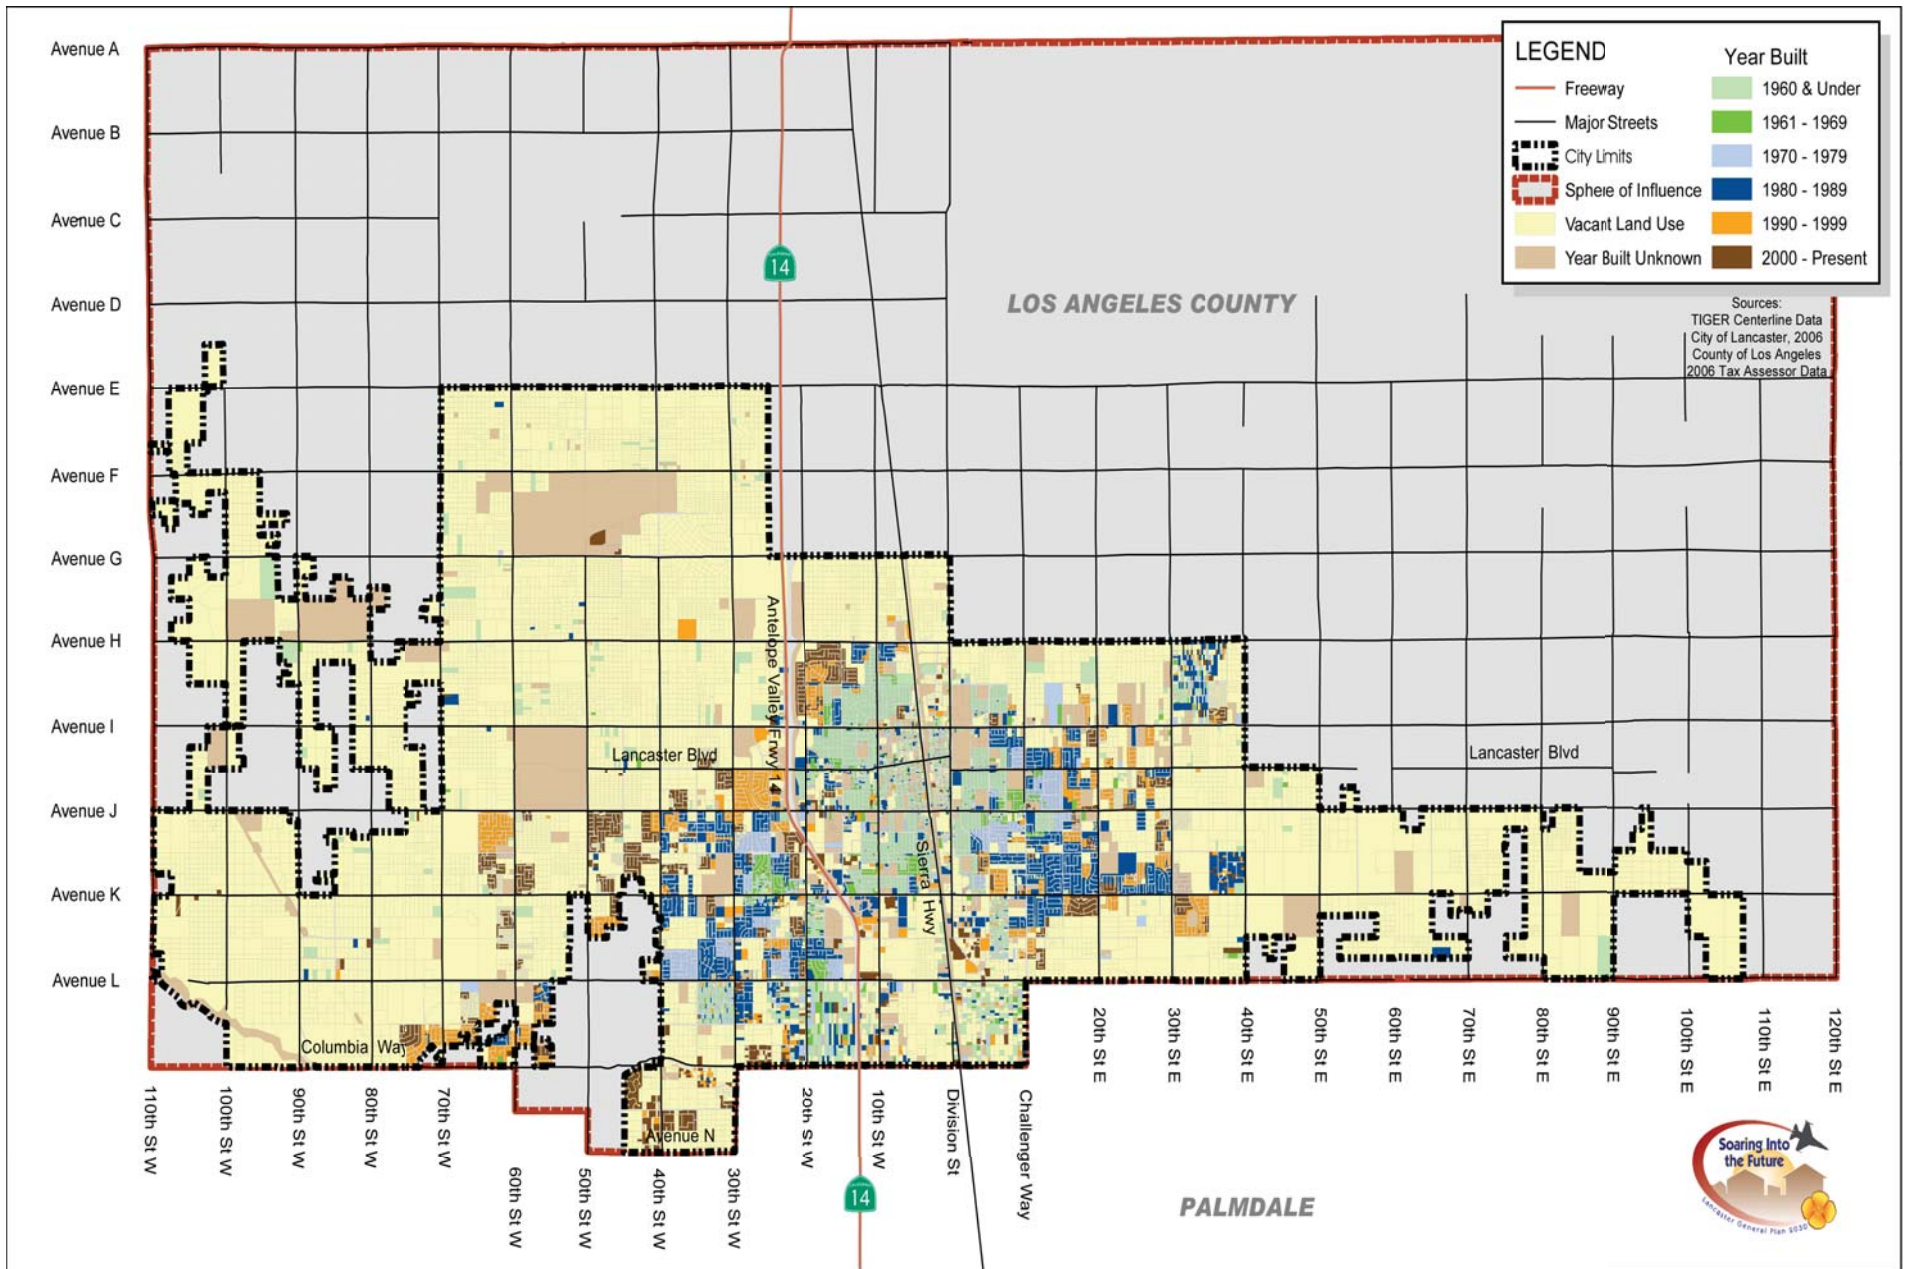 Avenue A
Avenue B
Avenue C
Avenue D
Avenue E
Avenue F
Avenue G
Avenue H
Avenue I
Avenue J
Avenue K
Avenue L
LEGEND
Freeway
Major Streets
City Limits
Sphere of Influence
Vacant Land Use
Year Built Unknown
Year Built
1960 & Under
1961 - 1969
1970 - 1979
1980 - 1989
1990 - 1999
2000 - Present
Sources:
TIGER Centerline Data
City of Lancaster, 2006
County of Los Angeles
2006 Tax Assessor Data
14
LOS ANGELES COUNTY
Antelope Valley Frwy 14
Lancaster Blvd
Lancaster Blvd
Sierra Hwy
Columbia Way
Avenue N
110th St W
100th St W
90th St W
80th St W
70th St W
60th St W
50th St W
40th St W
30th St W
20th St W
10th St W
Division St
Challenger Way
20th St E
30th St E
40th St E
50th St E
60th St E
70th St E
80th St E
90th St E
100th St E
110th St E
120th St E
14
PALMDALE
Soaring Into
the Future
Lancaster General Plan 2030